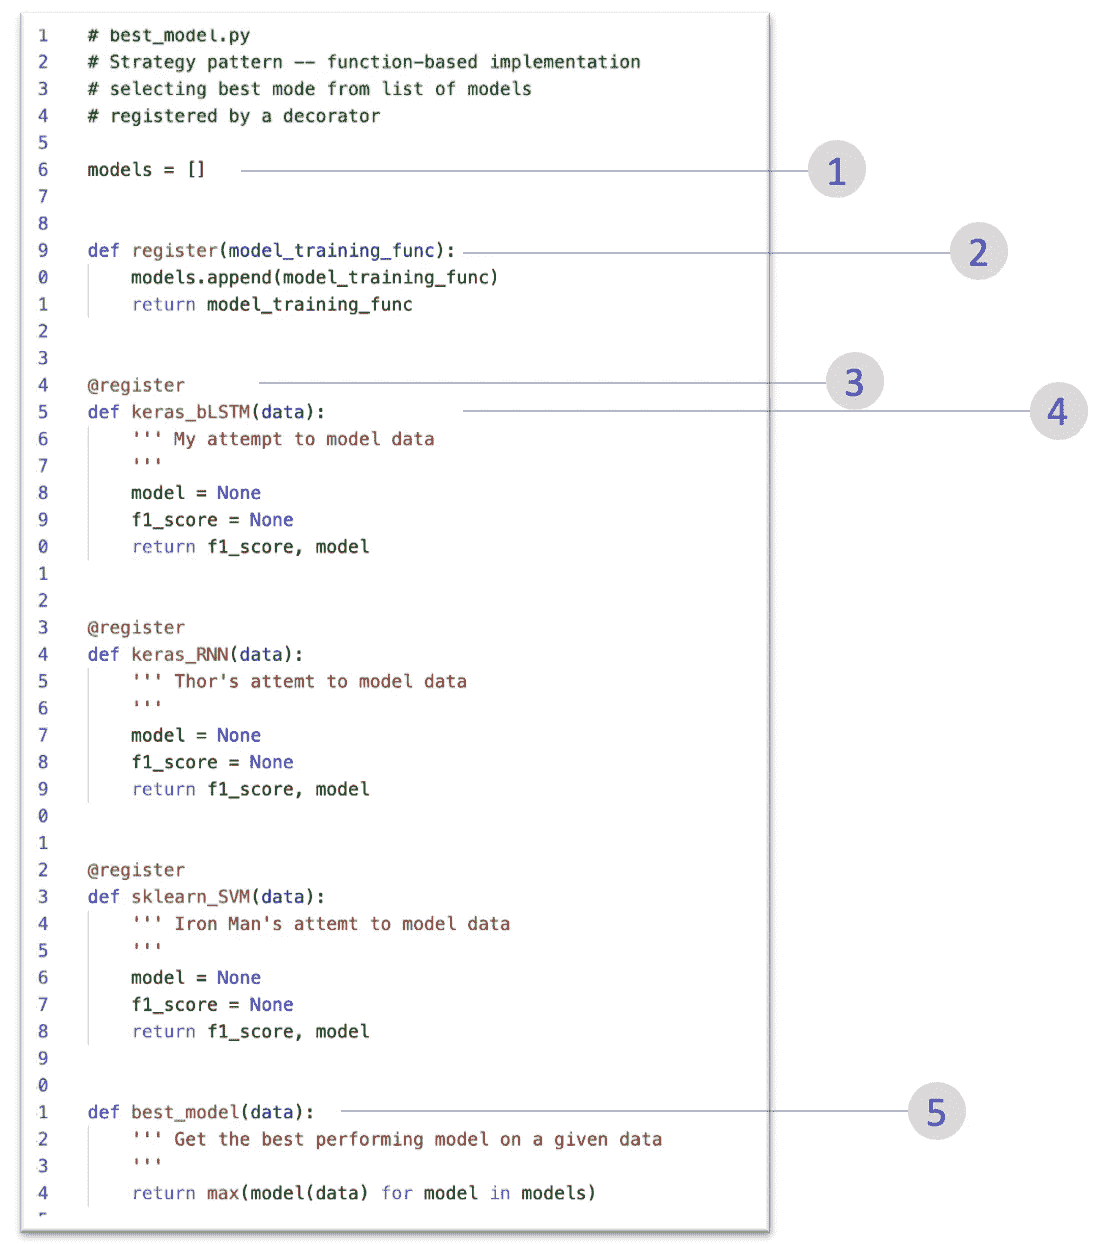 1 # best_model.py
2 # Strategy pattern -- function-based implementation
3 # selecting best mode from list of models
4 # registered by a decorator
5
6 models = [] 1
7
8
9 def register(model_training_func): 2
0     models.append(model_training_func)
1     return model_training_func
2
3
4 @register 3
5 def keras_bLSTM(data): 4
6     ''' My attempt to model data
7     '''
8     model = None
9     f1_score = None
0     return f1_score, model
1
2
3 @register
4 def keras_RNN(data):
5     ''' Thor's attemt to model data
6     '''
7     model = None
8     f1_score = None
9     return f1_score, model
0
1
2 @register
3 def sklearn_SVM(data):
4     ''' Iron Man's attemt to model data
5     '''
6     model = None
7     f1_score = None
8     return f1_score, model
9
0
1 def best_model(data): 5
2     ''' Get the best performing model on a given data
3     '''
4     return max(model(data) for model in models)